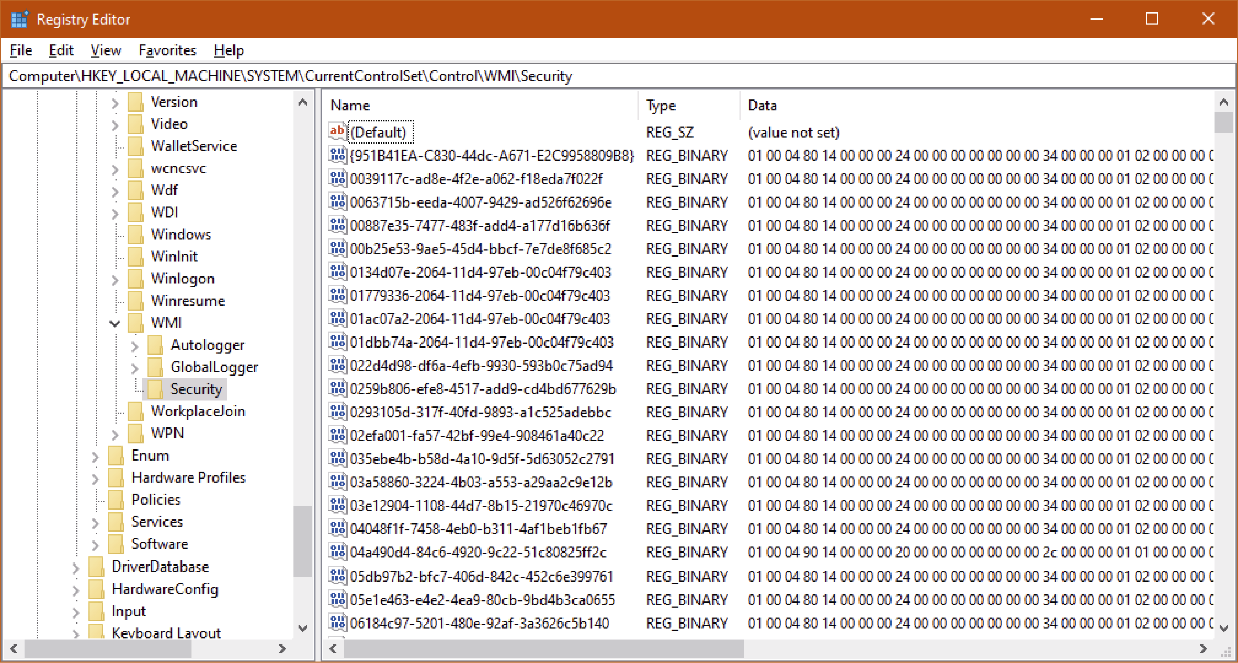 Registry Editor
File Edit View Favorites Help
Computer\HKEY_LOCAL_MACHINE\SYSTEM\CurrentControlSet\Control\WMI\Security
Version
Video
WalletService
wcncsvc
Wdf
WDI
Windows
WinInit
Winlogon
Winresume
WMI
Autologger
GlobalLogger
Security
WorkplaceJoin
WPN
Enum
Hardware Profiles
Policies
Services
Software
DriverDatabase
HardwareConfig
Input
Keyboard Layout
Name Type Data
(Default) REG_SZ (value not set)
{951B41EA-C830-44dc-A671-E2C9958809B8} REG_BINARY 01 00 04 80 14 00 00 00 24 00 00 00 00 00 00 00 34 00 00 00 01 02 00 00 00 0
0039117c-ad8e-4f2e-a062-f18eda7f022f REG_BINARY 01 00 04 80 14 00 00 00 24 00 00 00 00 00 00 00 34 00 00 00 01 02 00 00 00 0
0063715b-eeda-4007-9429-ad526f62696e REG_BINARY 01 00 04 80 14 00 00 00 24 00 00 00 00 00 00 00 34 00 00 00 01 02 00 00 00 0
00887e35-7477-483f-add4-a177d16b636f REG_BINARY 01 00 04 80 14 00 00 00 24 00 00 00 00 00 00 00 34 00 00 00 01 02 00 00 00 0
00b25e53-9ae5-45d4-bbcf-7e7de8f685c2 REG_BINARY 01 00 04 80 14 00 00 00 24 00 00 00 00 00 00 00 34 00 00 00 01 02 00 00 00 0
0134d07e-2064-11d4-97eb-00c04f79c403 REG_BINARY 01 00 04 80 14 00 00 00 24 00 00 00 00 00 00 00 34 00 00 00 01 02 00 00 00 0
01779336-2064-11d4-97eb-00c04f79c403 REG_BINARY 01 00 04 80 14 00 00 00 24 00 00 00 00 00 00 00 34 00 00 00 01 02 00 00 00 0
01ac07a2-2064-11d4-97eb-00c04f79c403 REG_BINARY 01 00 04 80 14 00 00 00 24 00 00 00 00 00 00 00 34 00 00 00 01 02 00 00 00 0
01dbb74a-2064-11d4-97eb-00c04f79c403 REG_BINARY 01 00 04 80 14 00 00 00 24 00 00 00 00 00 00 00 34 00 00 00 01 02 00 00 00 0
022d4d98-df6a-4efb-9930-593b0c75ad94 REG_BINARY 01 00 04 80 14 00 00 00 24 00 00 00 00 00 00 00 34 00 00 00 01 02 00 00 00 0
0259b806-efe8-4517-add9-cd4bd677629b REG_BINARY 01 00 04 80 14 00 00 00 24 00 00 00 00 00 00 00 34 00 00 00 01 02 00 00 00 0
0293105d-317f-40fd-9893-a1c525adebbc REG_BINARY 01 00 04 80 14 00 00 00 24 00 00 00 00 00 00 00 34 00 00 00 01 02 00 00 00 0
02efa001-fa57-42bf-99e4-908461a40c22 REG_BINARY 01 00 04 80 14 00 00 00 24 00 00 00 00 00 00 00 34 00 00 00 01 02 00 00 00 0
035ebe4b-b58d-4a10-9d5f-5d63052c2791 REG_BINARY 01 00 04 80 14 00 00 00 24 00 00 00 00 00 00 00 34 00 00 00 01 02 00 00 00 0
03a58860-3224-4b03-a553-a29aa2c9e12b REG_BINARY 01 00 04 80 14 00 00 00 24 00 00 00 00 00 00 00 34 00 00 00 01 02 00 00 00 0
03e12904-1108-44d7-8b15-21970c46970c REG_BINARY 01 00 04 80 14 00 00 00 24 00 00 00 00 00 00 00 34 00 00 00 01 02 00 00 00 0
04048f1f-7458-4eb0-b311-4af1beb1fb67 REG_BINARY 01 00 04 80 14 00 00 00 24 00 00 00 00 00 00 00 34 00 00 00 01 02 00 00 00 0
04a490d4-84c6-4920-9c22-51c80825ff2c REG_BINARY 01 00 04 90 14 00 00 00 20 00 00 00 00 00 00 00 2c 00 00 00 01 01 00 00 00 0
05db97b2-bfc7-406d-842c-452c6e399761 REG_BINARY 01 00 04 80 14 00 00 00 24 00 00 00 00 00 00 00 34 00 00 00 01 02 00 00 00 0
05e1e463-e4e2-4ea9-80cb-9bd4b3ca0655 REG_BINARY 01 00 04 80 14 00 00 00 24 00 00 00 00 00 00 00 34 00 00 00 01 02 00 00 00 0
06184c97-5201-480e-92af-3a3626c5b140 REG_BINARY 01 00 04 80 14 00 00 00 24 00 00 00 00 00 00 00 34 00 00 00 01 02 00 00 00 0